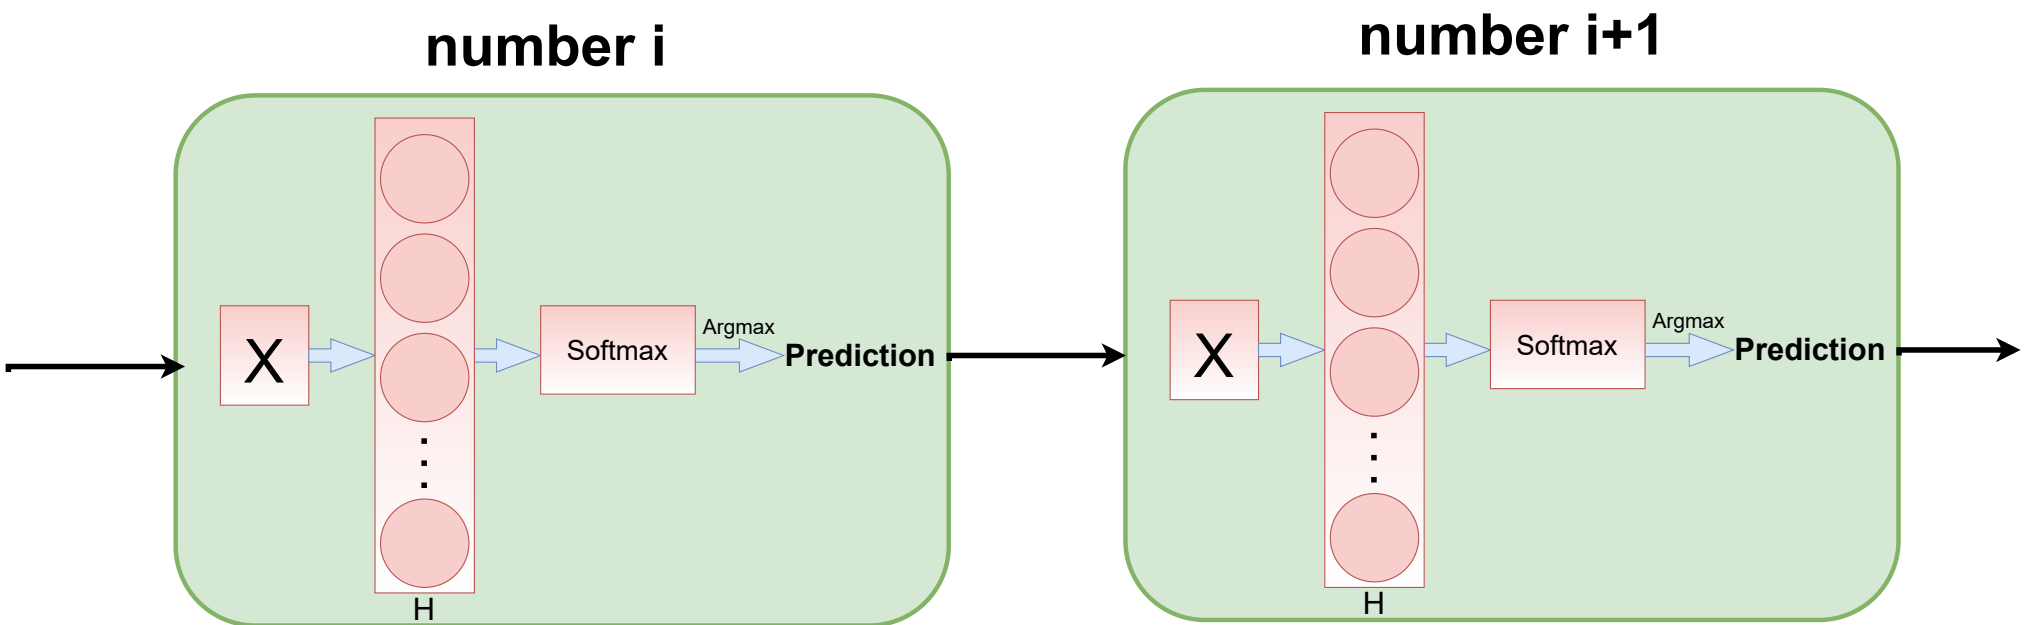 number i
X
H
Softmax
Argmax
Prediction
number i+1
X
H
Softmax
Argmax
Prediction